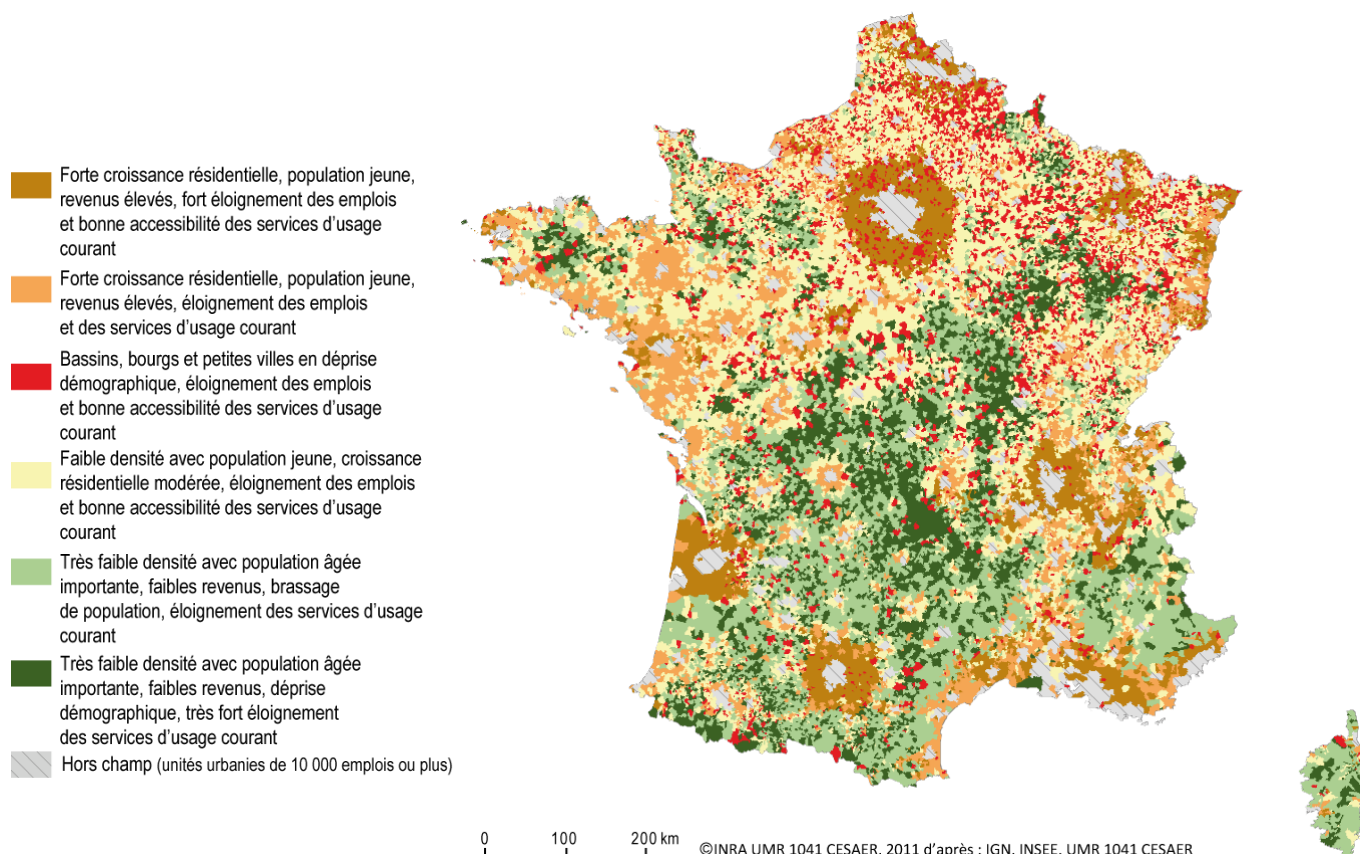 Forte croissance résidentielle, population jeune,
revenus élevés, fort éloignement des emplois
et bonne accessibilité des services d'usage
courant
Forte croissance résidentielle, population jeune,
revenus élevés, éloignement des emplois
et des services d'usage courant
Bassins, bourgs et petites villes en déprise
démographique, éloignement des emplois
et bonne accessibilité des services d'usage
courant
Faible densité avec population jeune, croissance
résidentielle modérée, éloignement des emplois
et bonne accessibilité des services d'usage
courant
Très faible densité avec population âgée
importante, faibles revenus, brassage
de population, éloignement des services d'usage
courant
Très faible densité avec population âgée
importante, faibles revenus, déprise
démographique, très fort éloignement
des services d'usage courant
Hors champ (unités urbanies de 10 000 emplois ou plus)
0 100 200 km
©INRA UMR 1041 CESAER, 2011 d'après : IGN, INSEE, UMR 1041 CESAER